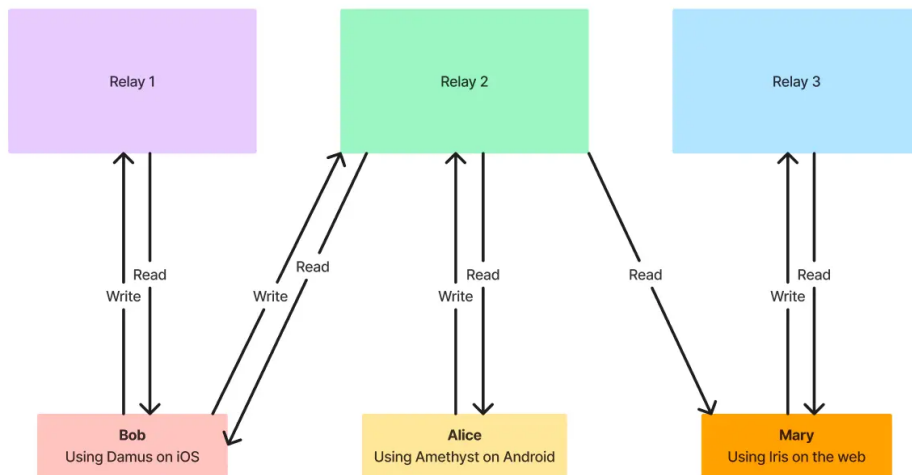 Relay 1
Relay 2
Relay 3
Read
Write
Read
Write
Read
Write
Read
Read
Write
Bob
Using Damus on iOS
Alice
Using Amethyst on Android
Mary
Using Iris on the web